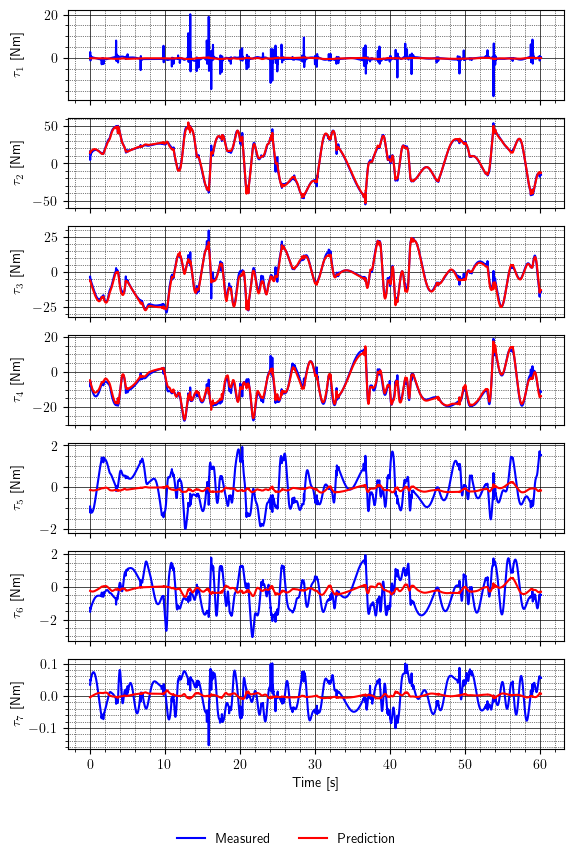 20
0
τ1 [Nm]
50
0
−50
τ2 [Nm]
25
0
−25
τ3 [Nm]
20
0
−20
τ4 [Nm]
2
0
−2
τ5 [Nm]
2
0
−2
τ6 [Nm]
0.1
0.0
−0.1
τ7 [Nm]
0 10 20 30 40 50 60
Time [s]
Measured Prediction